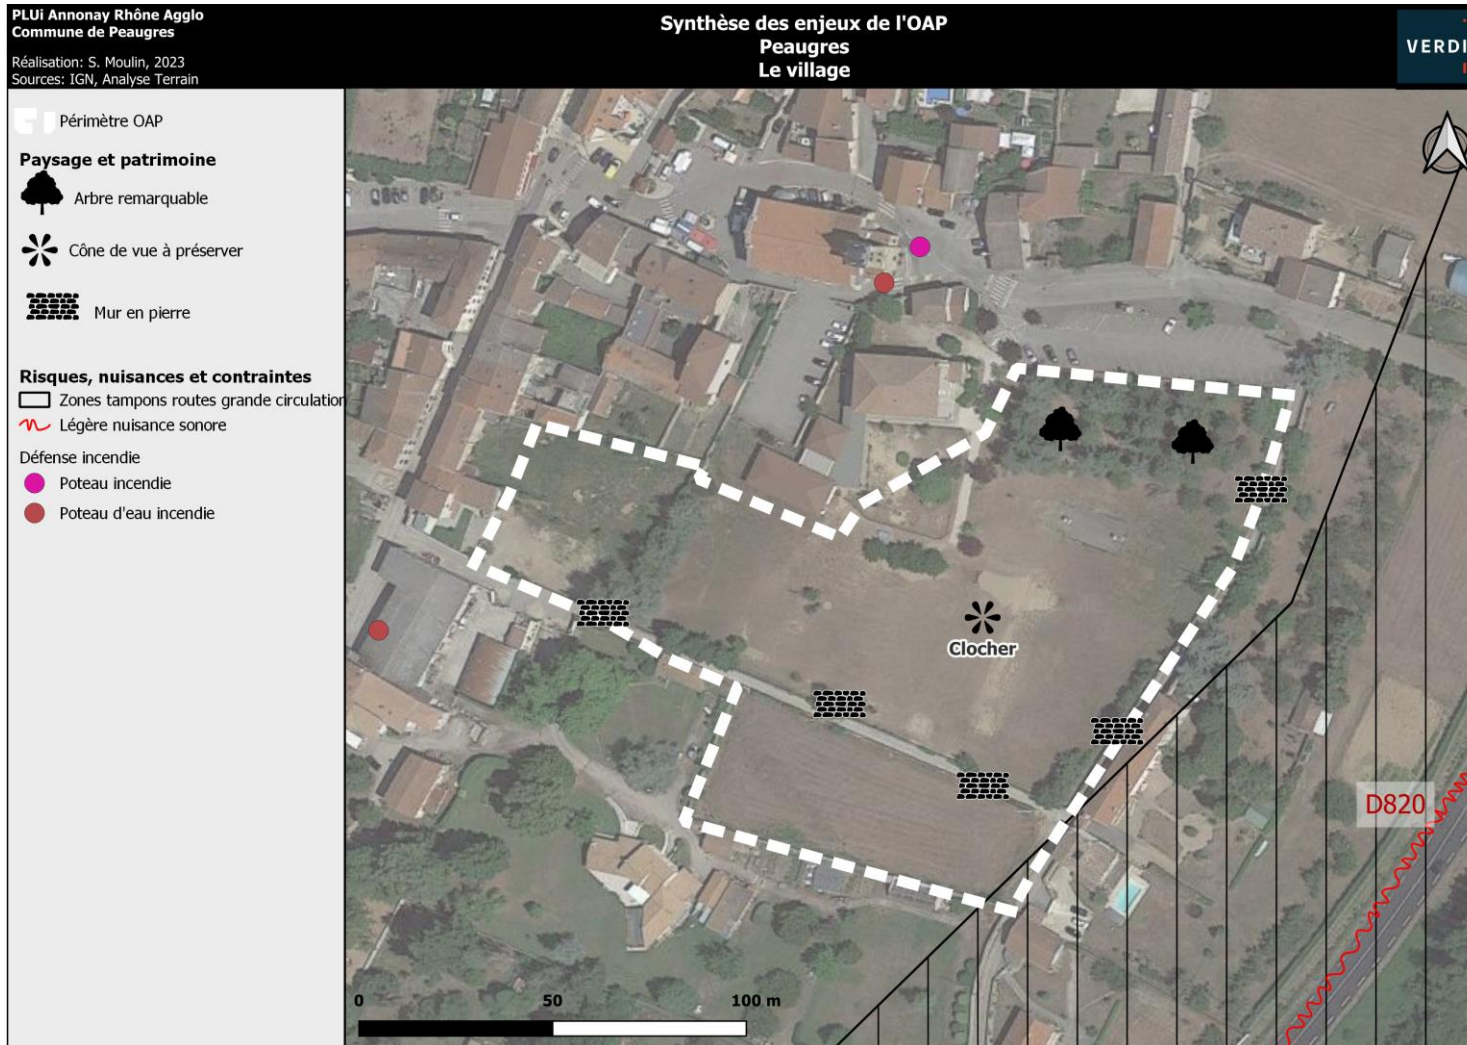 PLUi Annonay Rhône Agglo
Commune de Peaugres
Réalisation: S. Moulin, 2023
Sources: IGN, Analyse Terrain
Synthèse des enjeux de l'OAP
Peaugres
Le village
VERDI
Périmètre OAP
Paysage et patrimoine
Arbre remarquable
Cône de vue à préserver
Mur en pierre
Risques, nuisances et contraintes
Zones tampons routes grande circulation
Légère nuisance sonore
Défense incendie
Poteau incendie
Poteau d'eau incendie
Clocher
D820
0 50 100 m